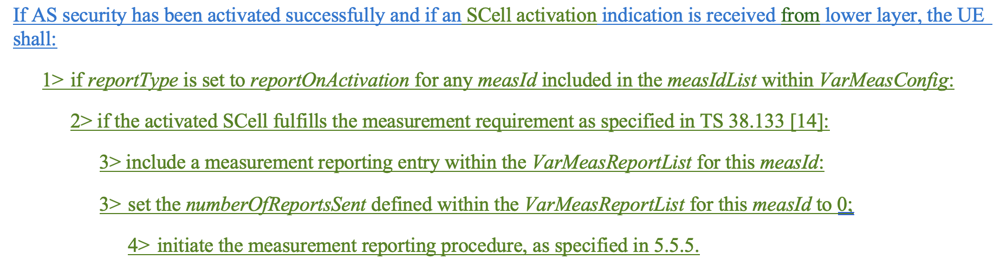 If AS security has been activated successfully and if an SCell activation indication is received from lower layer, the UE
shall:
1> if reportType is set to reportOnActivation for any measId included in the measIdList within VarMeasConfig:
2> if the activated SCell fulfills the measurement requirement as specified in TS 38.133 [14]:
3> include a measurement reporting entry within the VarMeasReportList for this measId:
3> set the numberOfReportsSent defined within the VarMeasReportList for this measId to 0;
4> initiate the measurement reporting procedure, as specified in 5.5.5.